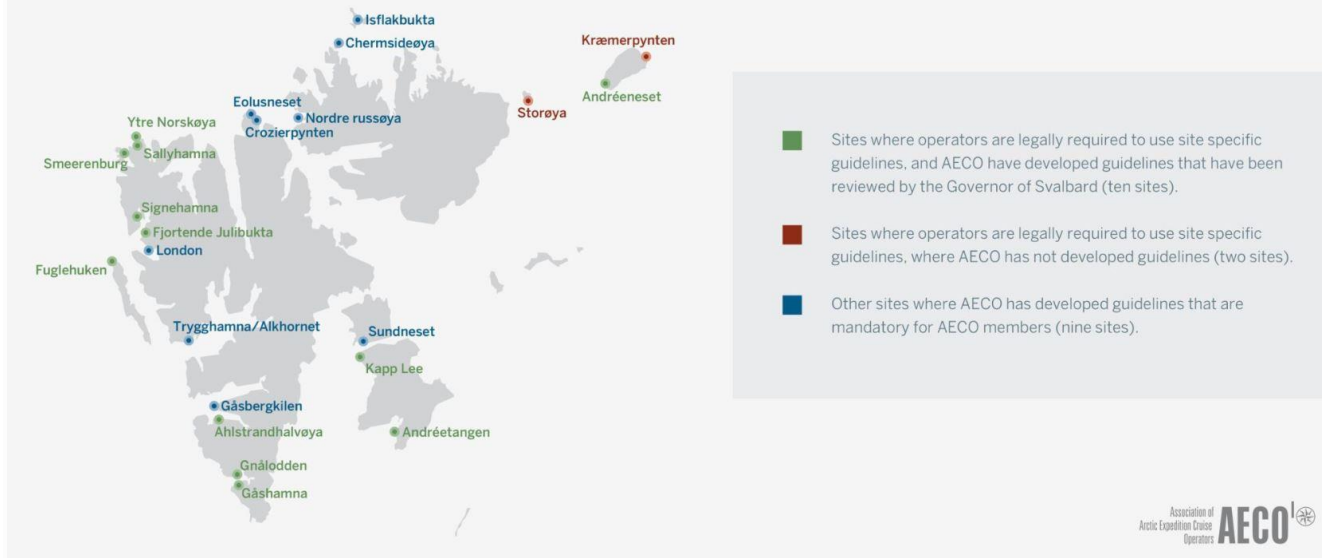 Isflakbukta
Chermsideøya
Kræmerpynten
Andréeneset
Storøya
Eolusneset
Nordre russøya
Crozierpynten
Ytre Norskøya
Sallyhamna
Smeerenburg
Signehamna
Fjortende Julibukta
London
Fuglehuken
Trygghamna/Alkhornet
Sundneset
Kapp Lee
Gåsbergkilen
Ahlstrandhalvøya
Andréetangen
Gnålodden
Gåshamna
Sites where operators are legally required to use site specific
guidelines, and AECO have developed guidelines that have been
reviewed by the Governor of Svalbard (ten sites).
Sites where operators are legally required to use site specific
guidelines, where AECO has not developed guidelines (two sites).
Other sites where AECO has developed guidelines that are
mandatory for AECO members (nine sites).
Association of
Arctic Expedition Cruise
Operators
AECO